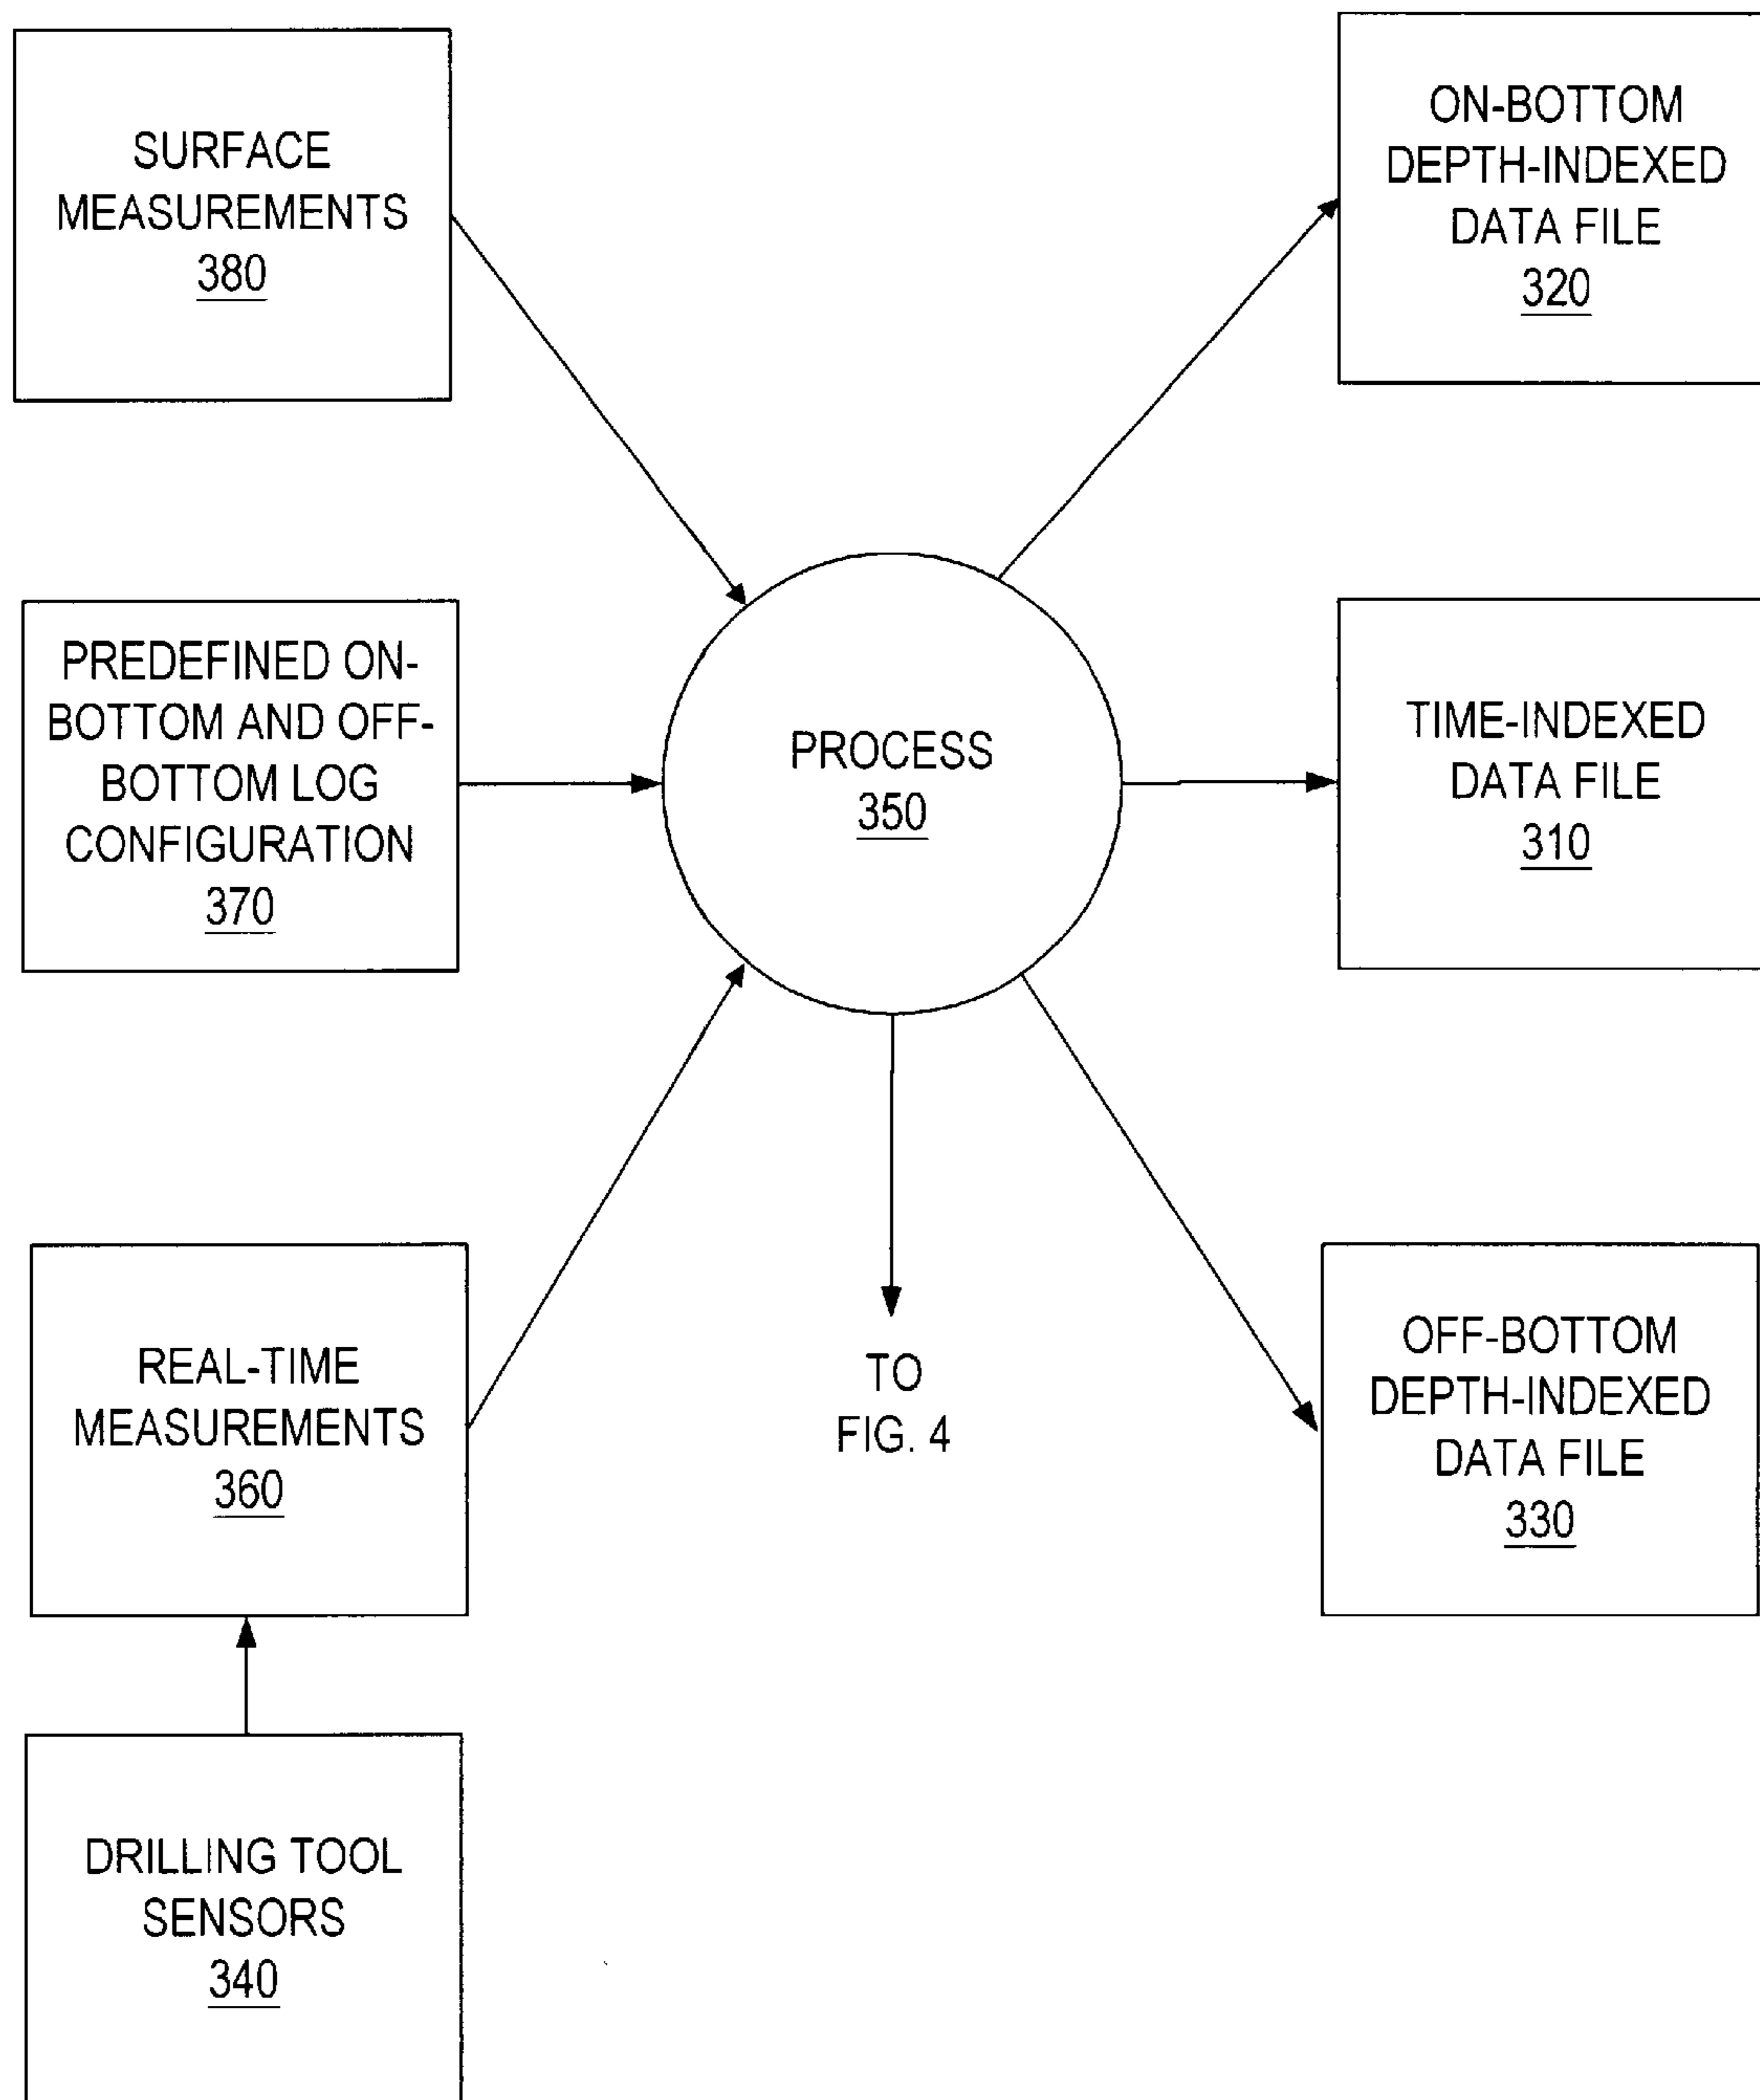 SURFACE
MEASUREMENTS
380
ON-BOTTOM
DEPTH-INDEXED
DATA FILE
320
PREDEFINED ON-
BOTTOM AND OFF-
BOTTOM LOG
CONFIGURATION
370
PROCESS
350
TIME-INDEXED
DATA FILE
310
REAL-TIME
MEASUREMENTS
360
TO
FIG. 4
OFF-BOTTOM
DEPTH-INDEXED
DATA FILE
330
DRILLING TOOL
SENSORS
340